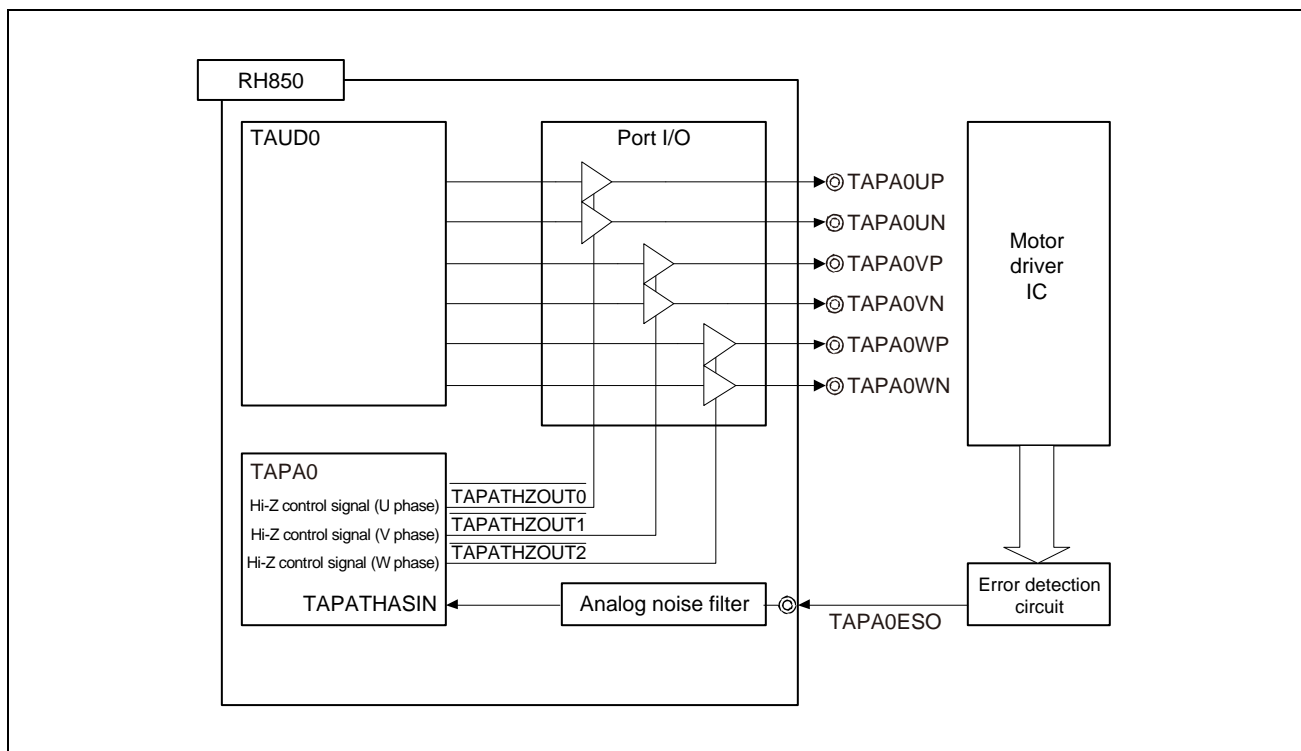 RH850
TAUD0
Port I/O
TAPA0UP
TAPA0UN
TAPA0VP
TAPA0VN
TAPA0WP
TAPA0WN
Motor
driver
IC
TAPA0
Hi-Z control signal (U phase)
TAPATHZOUT0
Hi-Z control signal (V phase)
TAPATHZOUT1
Hi-Z control signal (W phase)
TAPATHZOUT2
TAPATHASIN
Analog noise filter
TAPA0ESO
Error detection
circuit